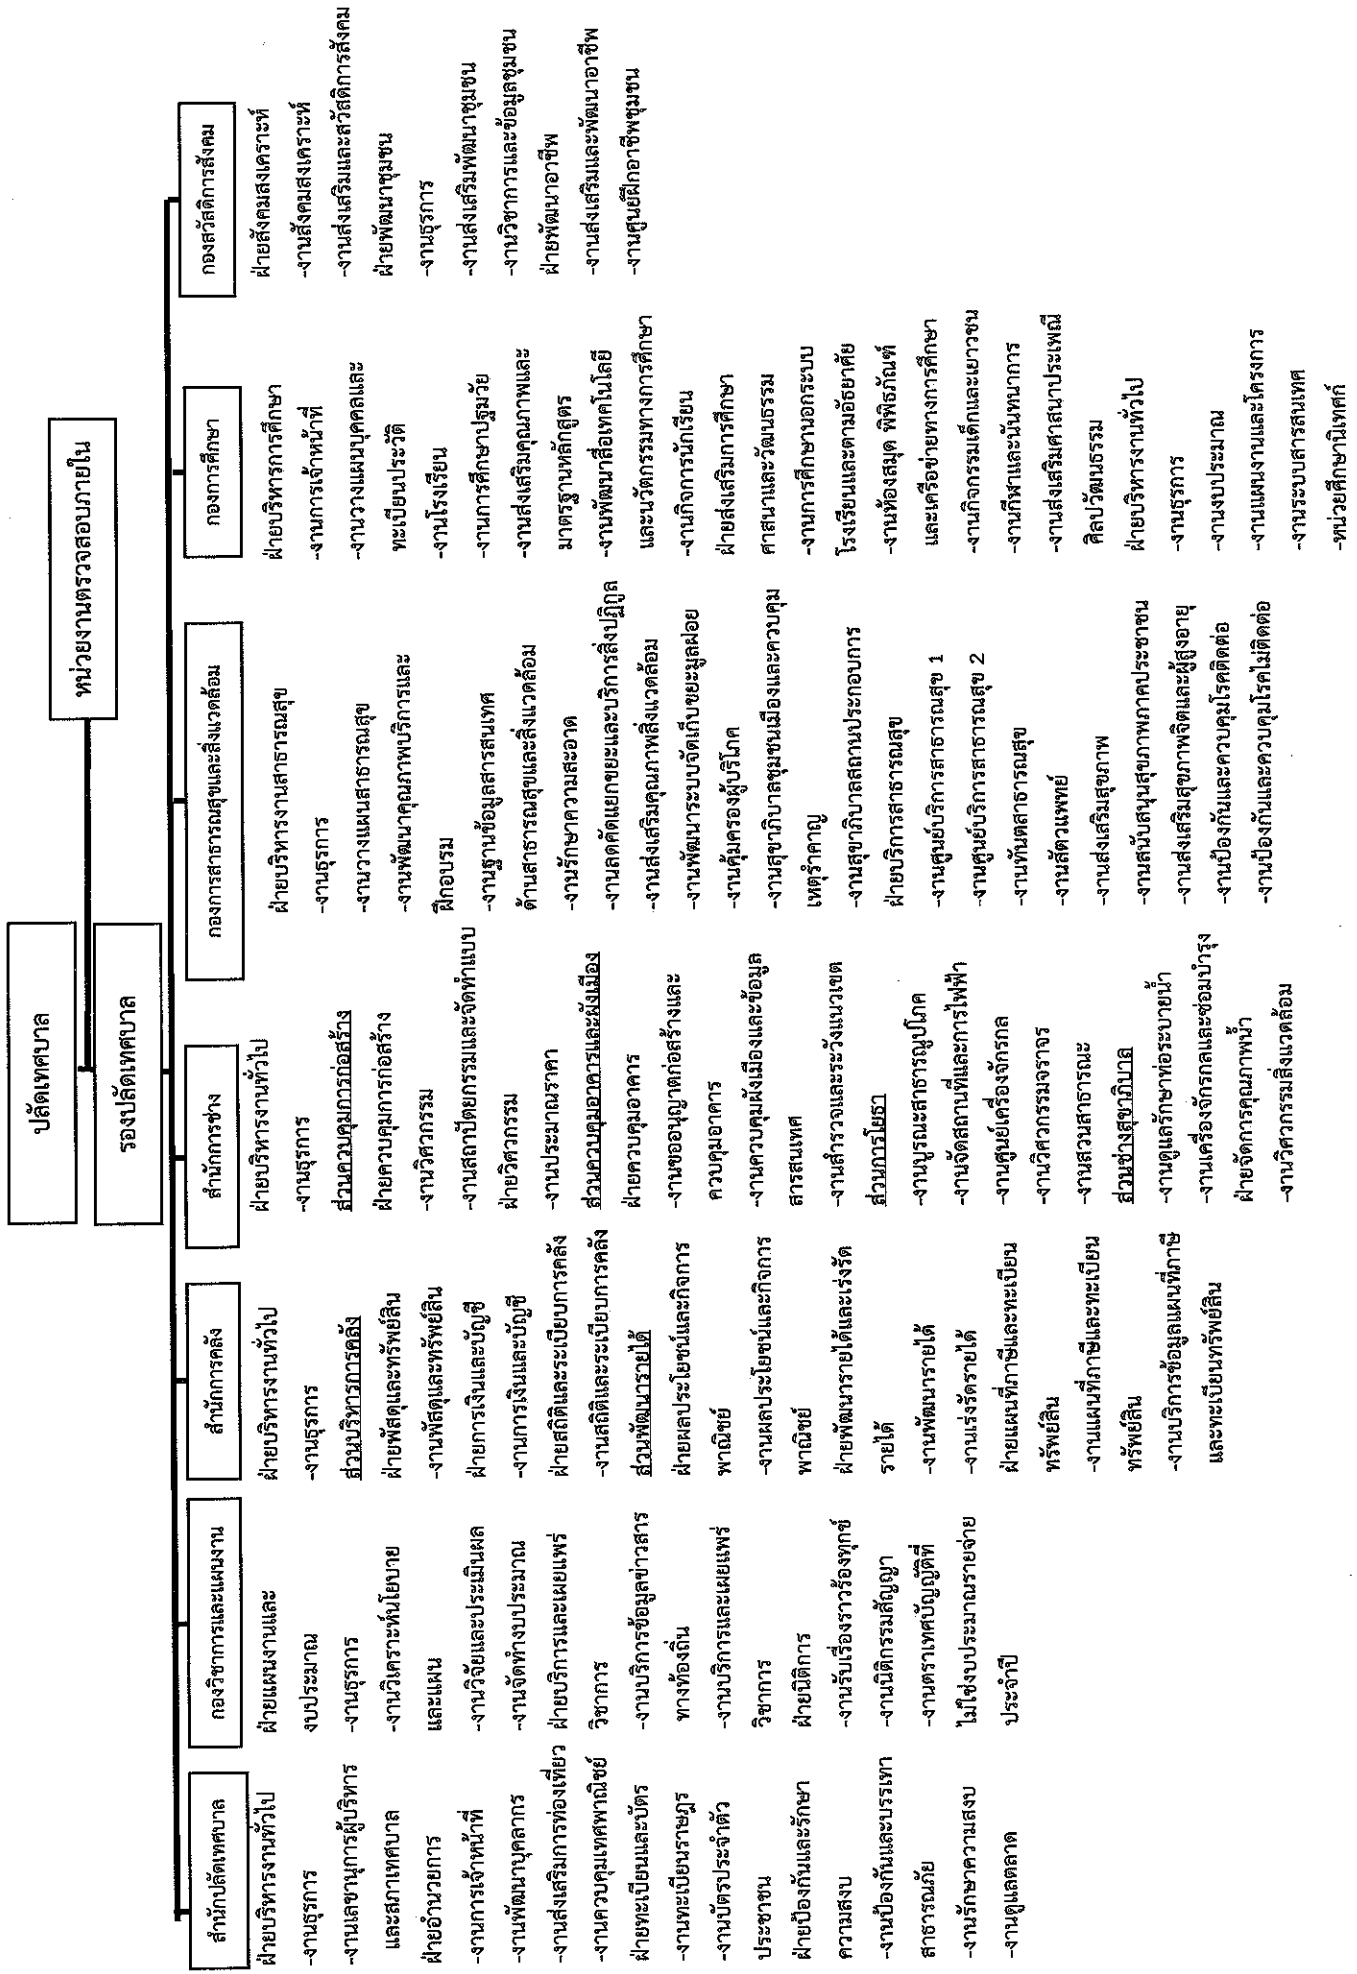 ปลัดเทศบาล
รองปลัดเทศบาล
หน่วยงานตรวจสอบภายใน
สำนักปลัดเทศบาล
ฝ่ายบริหารงานทั่วไป
-งานธุรการ
-งานเลขานุการผู้บริหาร
และสภาเทศบาล
ฝ่ายอำนวยการ
-งานการเจ้าหน้าที่
-งานพัฒนาบุคลากร
-งานส่งเสริมการท่องเที่ยว
-งานควบคุมเทศพาณิชย์
ฝ่ายทะเบียนและบัตร
-งานทะเบียนราษฎร
-งานบัตรประจำตัว
ประชาชน
ฝ่ายป้องกันและรักษา
ความสงบ
-งานป้องกันและบรรเทา
สาธารณภัย
-งานรักษาความสงบ
-งานดูแลตลาด
กองวิชาการและแผนงาน
ฝ่ายแผนงานและ
งบประมาณ
-งานธุรการ
-งานวิเคราะห์นโยบาย
และแผน
-งานวิจัยและประเมินผล
-งานจัดทำงบประมาณ
ฝ่ายบริการและเผยแพร่
วิชาการ
-งานบริการข้อมูลข่าวสาร
ทางท้องถิ่น
-งานบริการและเผยแพร่
วิชาการ
ฝ่ายนิติการ
-งานรับเรื่องราวร้องทุกข์
-งานนิติกรรมสัญญา
-งานตราเทศบัญญัติที่
ไม่ใช่งบประมาณรายจ่าย
ประจำปี
สำนักการคลัง
ฝ่ายบริหารงานทั่วไป
-งานธุรการ
ส่วนบริหารการคลัง
ฝ่ายพัสดุและทรัพย์สิน
-งานพัสดุและทรัพย์สิน
ฝ่ายการเงินและบัญชี
-งานการเงินและบัญชี
ฝ่ายสถิติและระเบียบการคลัง
-งานสถิติและระเบียบการคลัง
ส่วนพัฒนารายได้
ฝ่ายผลประโยชน์และกิจการ
พาณิชย์
-งานผลประโยชน์และกิจการ
พาณิชย์
ฝ่ายพัฒนารายได้และเร่งรัด
รายได้
-งานพัฒนารายได้
-งานเร่งรัดรายได้
ฝ่ายแผนที่ภาษีและทะเบียน
ทรัพย์สิน
-งานแผนที่ภาษีและทะเบียน
ทรัพย์สิน
-งานบริการข้อมูลแผนที่ภาษี
และทะเบียนทรัพย์สิน
สำนักการช่าง
ฝ่ายบริหารงานทั่วไป
-งานธุรการ
ส่วนควบคุมการก่อสร้าง
ฝ่ายควบคุมการก่อสร้าง
-งานวิศวกรรม
-งานสถาปัตยกรรมและจัดทำแบบ
ฝ่ายวิศวกรรม
-งานประมาณราคา
ส่วนควบคุมอาคารและผังเมือง
ฝ่ายควบคุมอาคาร
-งานขออนุญาตก่อสร้างและ
ควบคุมอาคาร
-งานควบคุมผังเมืองและข้อมูล
สารสนเทศ
-งานสำรวจและระวังแนวเขต
ส่วนการโยธา
-งานบูรณะสาธารณูปโภค
-งานจัดสถานที่และการไฟฟ้า
-งานศูนย์เครื่องจักรกล
-งานวิศวกรรมจราจร
-งานสวนสาธารณะ
ส่วนช่างสุขาภิบาล
-งานดูแลรักษาท่อระบายน้ำ
-งานเครื่องจักรกลและซ่อมบำรุง
ฝ่ายจัดการคุณภาพน้ำ
-งานวิศวกรรมสิ่งแวดล้อม
กองการสาธารณสุขและสิ่งแวดล้อม
ฝ่ายบริหารงานสาธารณสุข
-งานธุรการ
-งานวางแผนสาธารณสุข
-งานพัฒนาคุณภาพบริการและ
ฝึกอบรม
-งานฐานข้อมูลสารสนเทศ
ด้านสาธารณสุขและสิ่งแวดล้อม
-งานรักษาความสะอาด
-งานลดคัดแยกขยะและบริการสิ่งปฏิกูล
-งานส่งเสริมคุณภาพสิ่งแวดล้อม
-งานพัฒนาระบบจัดเก็บขยะมูลฝอย
-งานคุ้มครองผู้บริโภค
-งานสุขาภิบาลชุมชนเมืองและควบคุม
เหตุรำคาญ
-งานสุขาภิบาลสถานประกอบการ
ฝ่ายบริการสาธารณสุข
-งานศูนย์บริการสาธารณสุข 1
-งานศูนย์บริการสาธารณสุข 2
-งานทันตสาธารณสุข
-งานสัตวแพทย์
-งานส่งเสริมสุขภาพ
-งานสนับสนุนสุขภาพภาคประชาชน
-งานส่งเสริมสุขภาพจิตและผู้สูงอายุ
-งานป้องกันและควบคุมโรคติดต่อ
-งานป้องกันและควบคุมโรคไม่ติดต่อ
กองการศึกษา
ฝ่ายบริหารการศึกษา
-งานการเจ้าหน้าที่
-งานวางแผนบุคคลและ
ทะเบียนประวัติ
-งานโรงเรียน
-งานการศึกษาปฐมวัย
-งานส่งเสริมคุณภาพและ
มาตรฐานหลักสูตร
-งานพัฒนาสื่อเทคโนโลยี
และนวัตกรรมทางการศึกษา
-งานกิจการนักเรียน
ฝ่ายส่งเสริมการศึกษา
ศาสนาและวัฒนธรรม
-งานการศึกษานอกระบบ
โรงเรียนและตามอัธยาศัย
-งานห้องสมุด พิพิธภัณฑ์
และเครือข่ายทางการศึกษา
-งานกิจกรรมเด็กและเยาวชน
-งานกีฬาและนันทนาการ
-งานส่งเสริมศาสนาประเพณี
ศิลปวัฒนธรรม
ฝ่ายบริหารงานทั่วไป
-งานธุรการ
-งานงบประมาณ
-งานแผนงานและโครงการ
-งานระบบสารสนเทศ
-หน่วยศึกษานิเทศก์
กองสวัสดิการสังคม
ฝ่ายสังคมสงเคราะห์
-งานสังคมสงเคราะห์
-งานส่งเสริมและสวัสดิการสังคม
ฝ่ายพัฒนาชุมชน
-งานธุรการ
-งานส่งเสริมพัฒนาชุมชน
-งานวิชาการและข้อมูลชุมชน
ฝ่ายพัฒนาอาชีพ
-งานส่งเสริมและพัฒนาอาชีพ
-งานศูนย์ฝึกอาชีพชุมชน